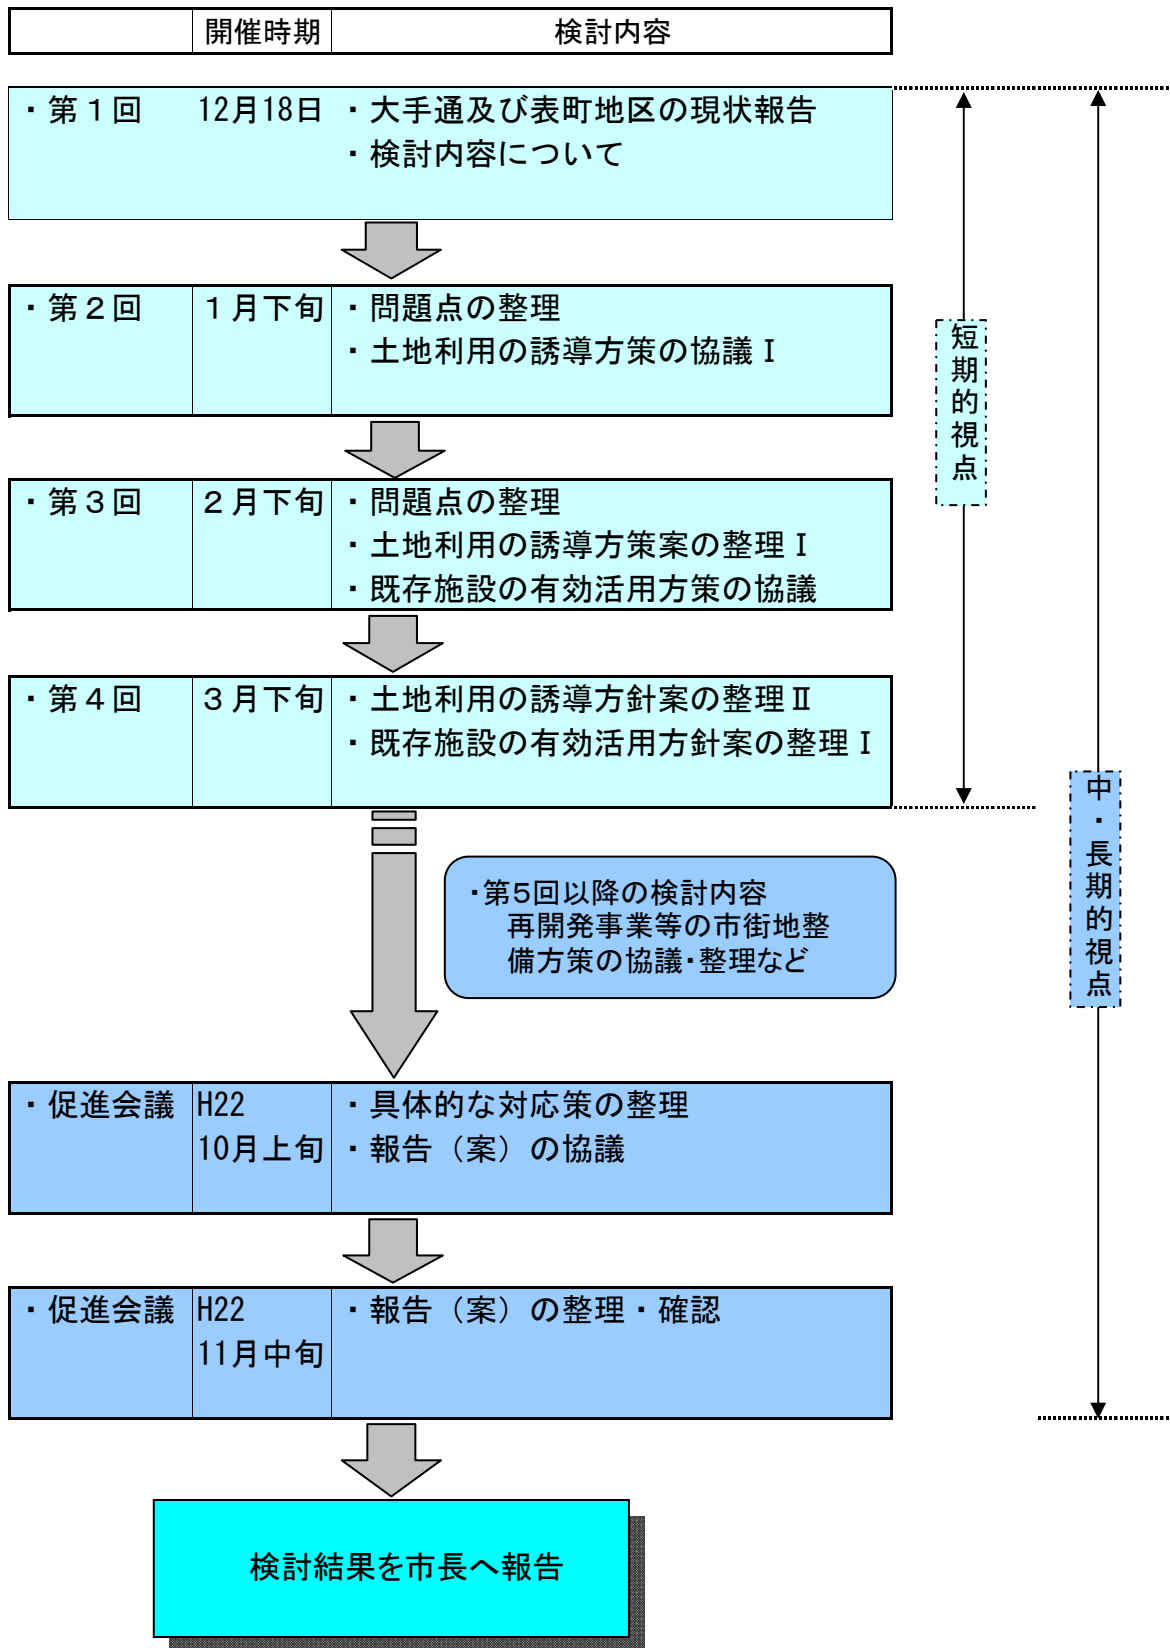 開催時期 検討内容
・第１回 12月18日 ・大手通及び表町地区の現状報告
・検討内容について
・第２回 １月下旬 ・問題点の整理
・土地利用の誘導方策の協議Ⅰ
・第３回 ２月下旬 ・問題点の整理
・土地利用の誘導方策案の整理Ⅰ
・既存施設の有効活用方策の協議
・第４回 ３月下旬 ・土地利用の誘導方針案の整理Ⅱ
・既存施設の有効活用方針案の整理Ⅰ
短期的視点
中・長期的視点
・第5回以降の検討内容
再開発事業等の市街地整
備方策の協議・整理など
・促進会議 H22 ・具体的な対応策の整理
10月上旬 ・報告（案）の協議
・促進会議 H22 ・報告（案）の整理・確認
11月中旬
検討結果を市長へ報告